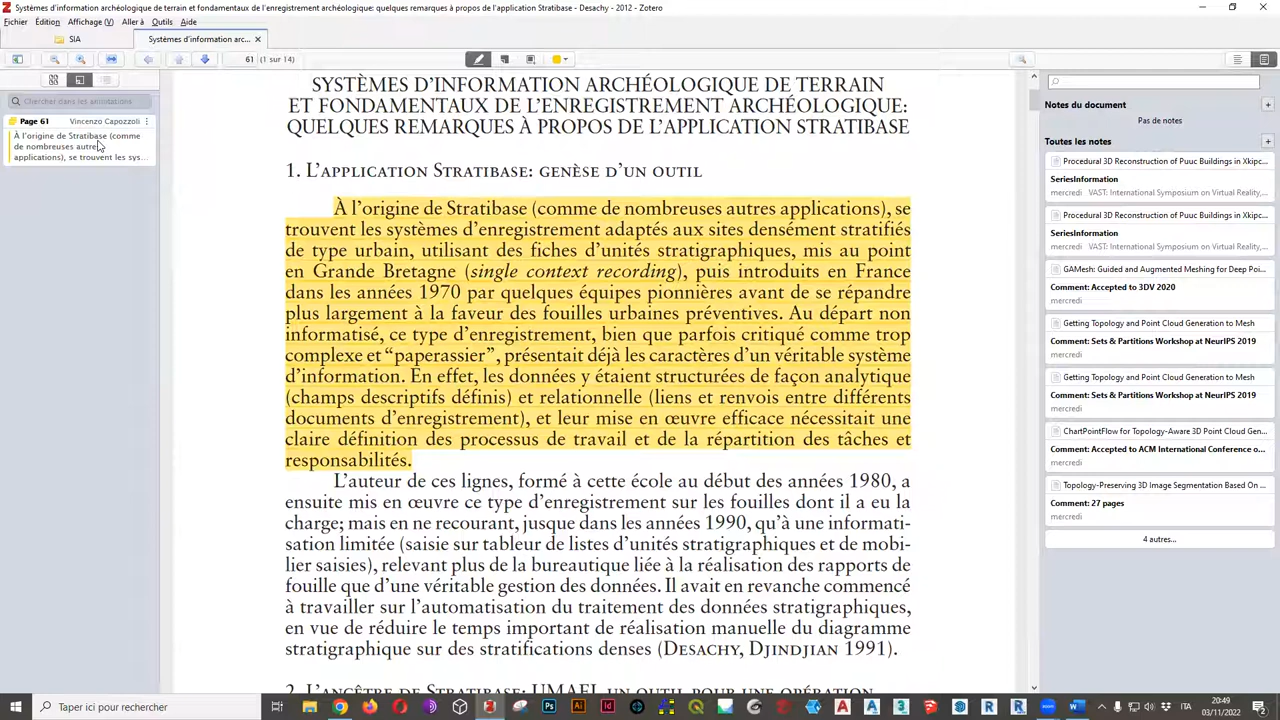 Systèmes d'information archéologique de terrain et fondamentaux de l'enregistrement archéologique: quelques remarques à propos de l'application Stratibase - Desachy - 2012 - Zotero
Fichier Édition Affichage (V) Aller à Outils Aide
SIA
Systèmes d'information arc...
61 (1 sur 14)
Chercher dans les annotations
Page 61 Vincenzo Capozzoli
À l'origine de Stratibase (comme
de nombreuses autres
applications), se trouvent les sys...
SYSTÈMES D'INFORMATION ARCHÉOLOGIQUE DE TERRAIN
ET FONDAMENTAUX DE L'ENREGISTREMENT ARCHÉOLOGIQUE:
QUELQUES REMARQUES À PROPOS DE L'APPLICATION STRATIBASE
1. L'application Stratibase: genèse d'un outil
À l'origine de Stratibase (comme de nombreuses autres applications), se
trouvent les systèmes d'enregistrement adaptés aux sites densément stratifiés
de type urbain, utilisant des fiches d'unités stratigraphiques, mis au point
en Grande Bretagne (single context recording), puis introduits en France
dans les années 1970 par quelques équipes pionnières avant de se répandre
plus largement à la faveur des fouilles urbaines préventives. Au départ non
informatisé, ce type d'enregistrement, bien que parfois critiqué comme trop
complexe et "paperassier", présentait déjà les caractères d'un véritable système
d'information. En effet, les données y étaient structurées de façon analytique
(champs descriptifs définis) et relationnelle (liens et renvois entre différents
documents d'enregistrement), et leur mise en œuvre efficace nécessitait une
claire définition des processus de travail et de la répartition des tâches et
responsabilités.
L'auteur de ces lignes, formé à cette école au début des années 1980, a
ensuite mis en œuvre ce type d'enregistrement sur les fouilles dont il a eu la
charge; mais en ne recourant, jusque dans les années 1990, qu'à une informati-
sation limitée (saisie sur tableur de listes d'unités stratigraphiques et de mobi-
lier saisies), relevant plus de la bureautique liée à la réalisation des rapports de
fouille que d'une véritable gestion des données. Il avait en revanche commencé
à travailler sur l'automatisation du traitement des données stratigraphiques,
en vue de réduire le temps important de réalisation manuelle du diagramme
stratigraphique sur des stratifications denses (Desachy, Djindjian 1991).
2. L'ancêtre de Stratibase: UMAFI, un outil pour une opération
Notes du document
Pas de notes
Toutes les notes
Procedural 3D Reconstruction of Puuc Buildings in Xkipc...
SeriesInformation
mercredi VAST: International Symposium on Virtual Reality,...
Procedural 3D Reconstruction of Puuc Buildings in Xkipc...
SeriesInformation
mercredi VAST: International Symposium on Virtual Reality,...
GAMesh: Guided and Augmented Meshing for Deep Poi...
Comment: Accepted to 3DV 2020
mercredi
Getting Topology and Point Cloud Generation to Mesh
Comment: Sets & Partitions Workshop at NeurIPS 2019
mercredi
Getting Topology and Point Cloud Generation to Mesh
Comment: Sets & Partitions Workshop at NeurIPS 2019
mercredi
ChartPointFlow for Topology-Aware 3D Point Cloud Gen...
Comment: Accepted to ACM International Conference o...
mercredi
Topology-Preserving 3D Image Segmentation Based On ...
Comment: 27 pages
mercredi
4 autres...
Taper ici pour rechercher
ITA
20:49
03/11/2022